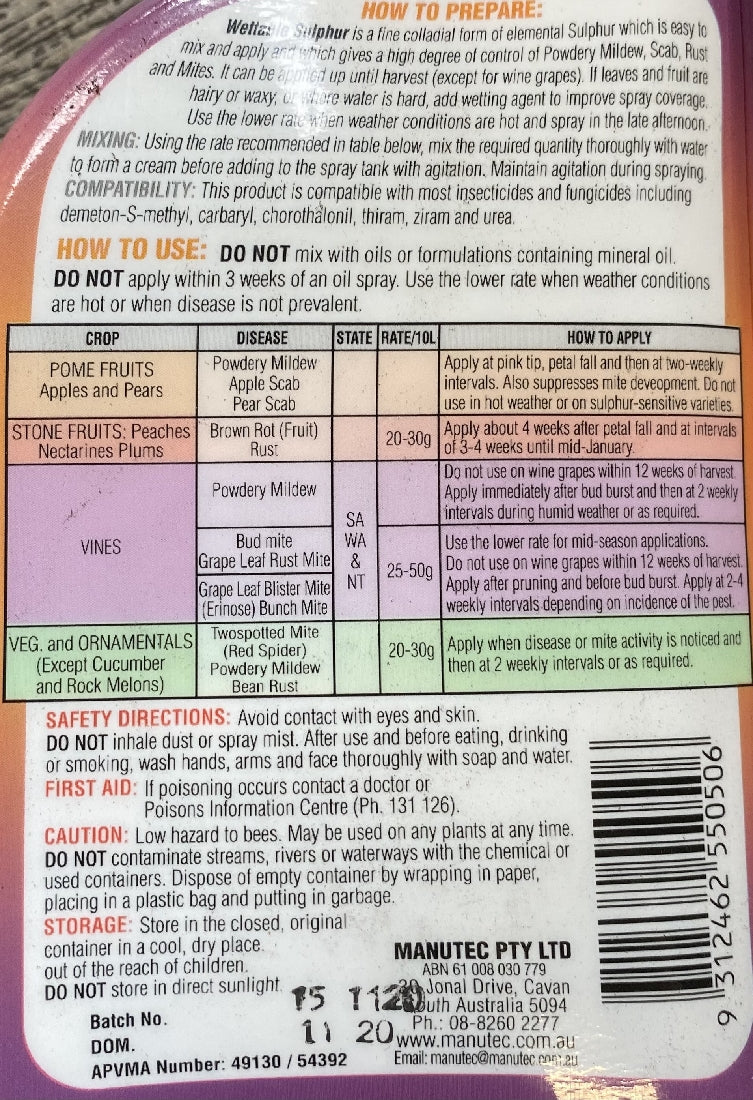 HOW TO PREPARE:
Wettable Sulphur is a fine colladial form of elemental Sulphur which is easy to
mix and apply and which gives a high degree of control of Powdery Mildew, Scab, Rust
and Mites. It can be applied up until harvest (except for wine grapes). If leaves and fruit are
hairy or waxy, or where water is hard, add wetting agent to improve spray coverage.
Use the lower rate when weather conditions are hot and spray in the late afternoon.
MIXING: Using the rate recommended in table below, mix the required quantity thoroughly with water
to form a cream before adding to the spray tank with agitation. Maintain agitation during spraying.
COMPATIBILITY: This product is compatible with most insecticides and fungicides including
demeton-S-methyl, carbaryl, chorothalonil, thiram, ziram and urea.
HOW TO USE: DO NOT mix with oils or formulations containing mineral oil.
DO NOT apply within 3 weeks of an oil spray. Use the lower rate when weather conditions
are hot or when disease is not prevalent.
CROP DISEASE STATE RATE/10L HOW TO APPLY
POME FRUITS
Apples and Pears
Powdery Mildew
Apple Scab
Pear Scab
Apply at pink tip, petal fall and then at two-weekly
intervals. Also suppresses mite deveopment. Do not
use in hot weather or on sulphur-sensitive varieties.
STONE FRUITS: Peaches
Nectarines Plums
Brown Rot (Fruit)
Rust
20-30g
Apply about 4 weeks after petal fall and at intervals
of 3-4 weeks until mid-January.
VINES
Powdery Mildew
Do not use on wine grapes within 12 weeks of harvest.
Apply immediately after bud burst and then at 2 weekly
intervals during humid weather or as required.
SA
WA
&
NT
Bud mite
Grape Leaf Rust Mite
Grape Leaf Blister Mite
(Erinose) Bunch Mite
25-50g
Use the lower rate for mid-season applications.
Do not use on wine grapes within 12 weeks of harvest.
Apply after pruning and before bud burst. Apply at 2-4
weekly intervals depending on incidence of the pest.
VEG. and ORNAMENTALS
(Except Cucumber
and Rock Melons)
Twospotted Mite
(Red Spider)
Powdery Mildew
Bean Rust
20-30g
Apply when disease or mite activity is noticed and
then at 2 weekly intervals or as required.
SAFETY DIRECTIONS: Avoid contact with eyes and skin.
DO NOT inhale dust or spray mist. After use and before eating, drinking
or smoking, wash hands, arms and face thoroughly with soap and water.
FIRST AID: If poisoning occurs contact a doctor or
Poisons Information Centre (Ph. 131 126).
CAUTION: Low hazard to bees. May be used on any plants at any time.
DO NOT contaminate streams, rivers or waterways with the chemical or
used containers. Dispose of empty container by wrapping in paper,
placing in a plastic bag and putting in garbage.
STORAGE: Store in the closed, original
container in a cool, dry place.
out of the reach of children.
DO NOT store in direct sunlight.
Batch No. 15 1120
DOM. 11 20
APVMA Number: 49130 / 54392
MANUTEC PTY LTD
ABN 61 008 030 779
Jonal Drive, Cavan
South Australia 5094
Ph.: 08-8260 2277
www.manutec.com.au
Email: manutec@manutec.com.au
9 312462 550506